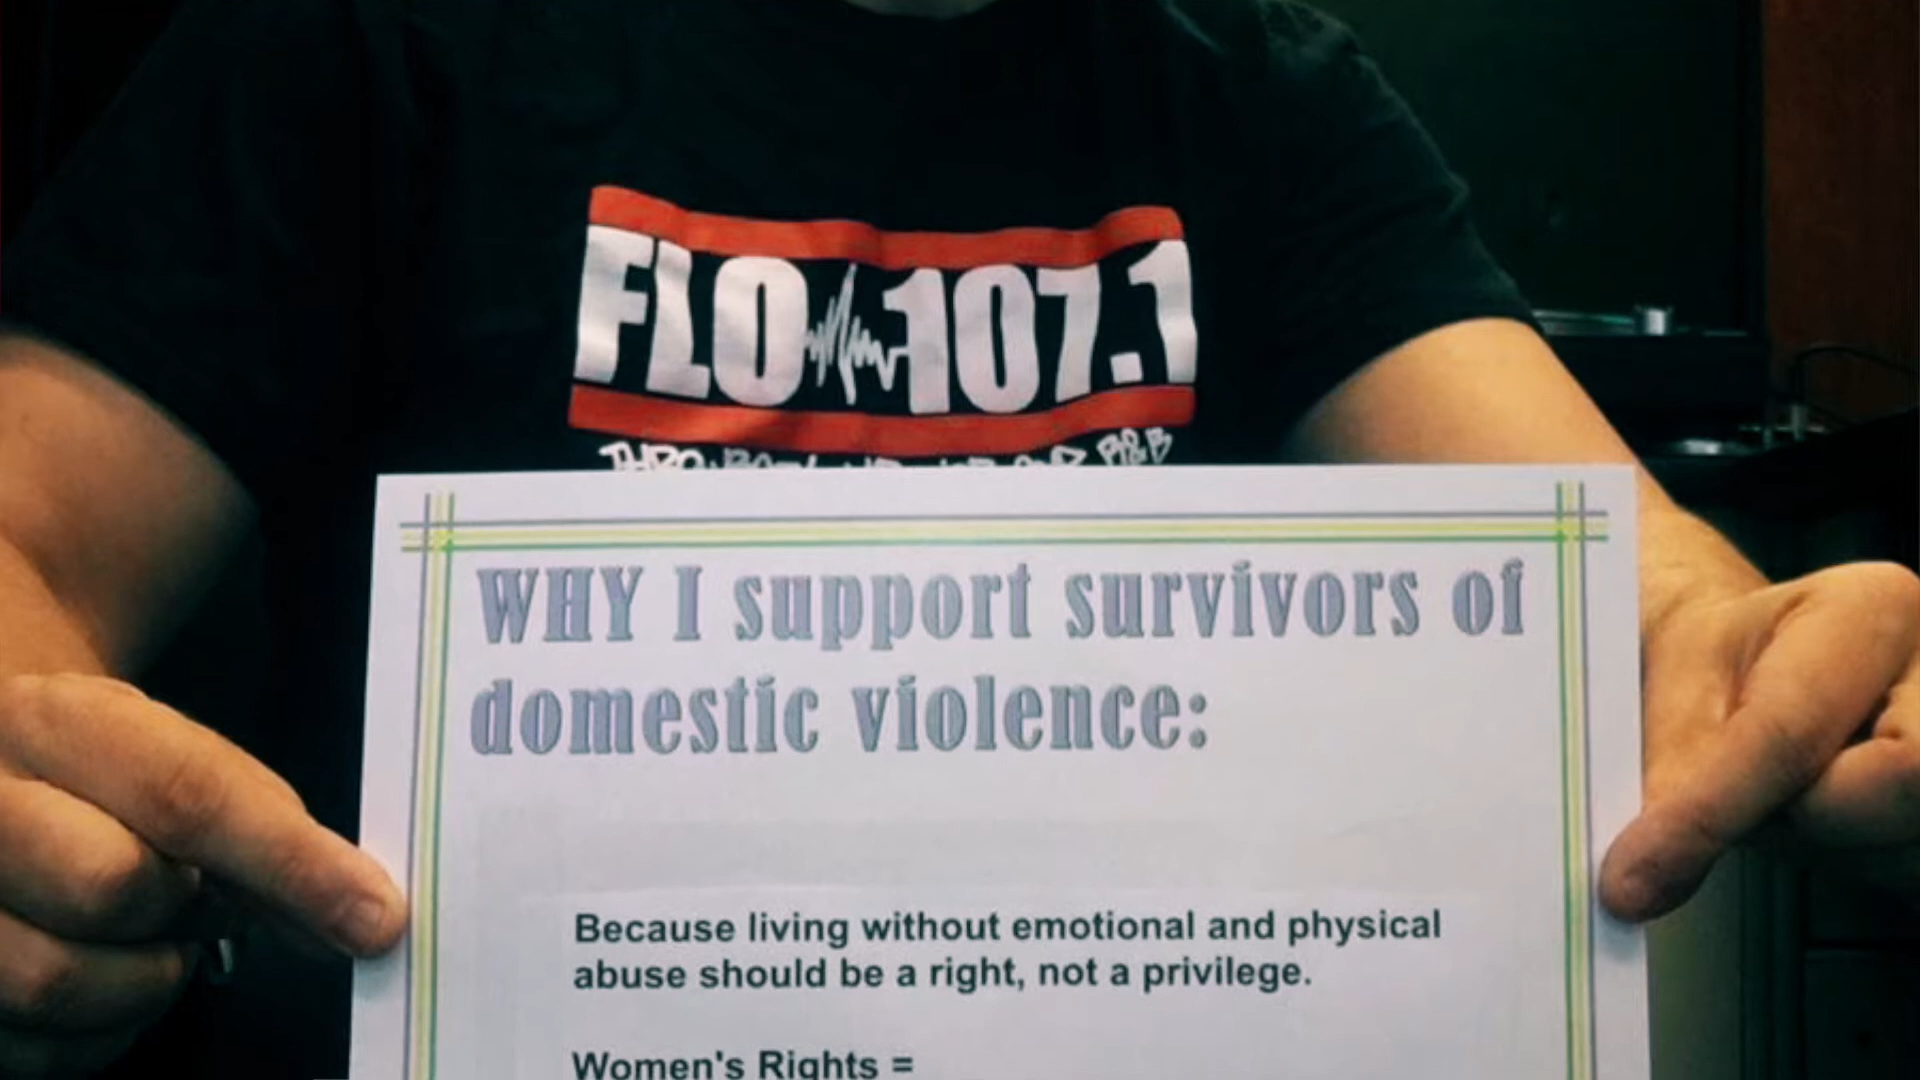 FLO 107.1
R&B
WHY I support survivors of
domestic violence:
Because living without emotional and physical
abuse should be a right, not a privilege.
Women's Rights =